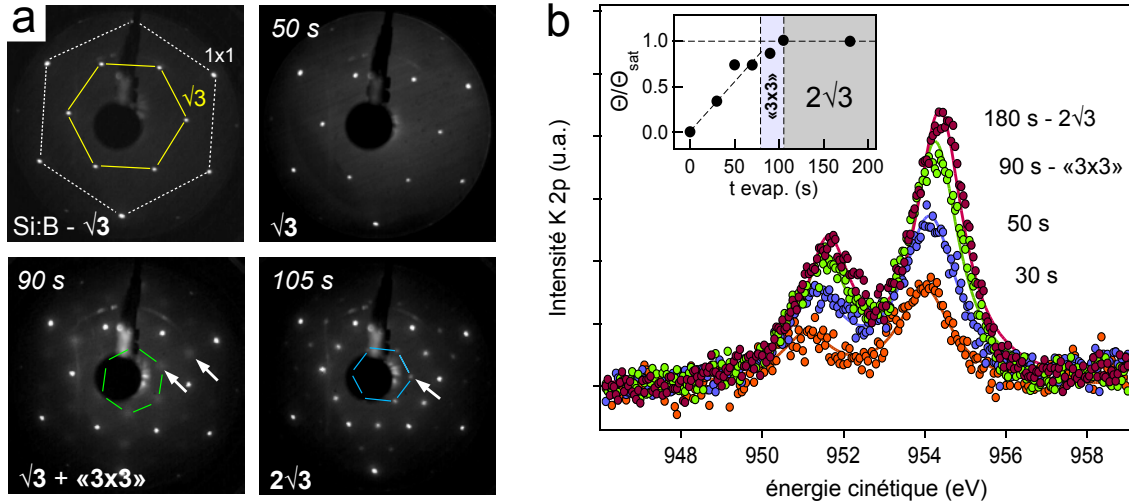 a
1x1
√3
Si:B - √3
50 s
√3
90 s
√3 + «3x3»
105 s
2√3
b
Intensité K 2p (u.a.)
énergie cinétique (eV)
948
950
952
954
956
958
180 s - 2√3
90 s - «3x3»
50 s
30 s
Θ/Θsat
1.0
0.5
0.0
0
50
100
150
200
t evap. (s)
«3x3»
2√3